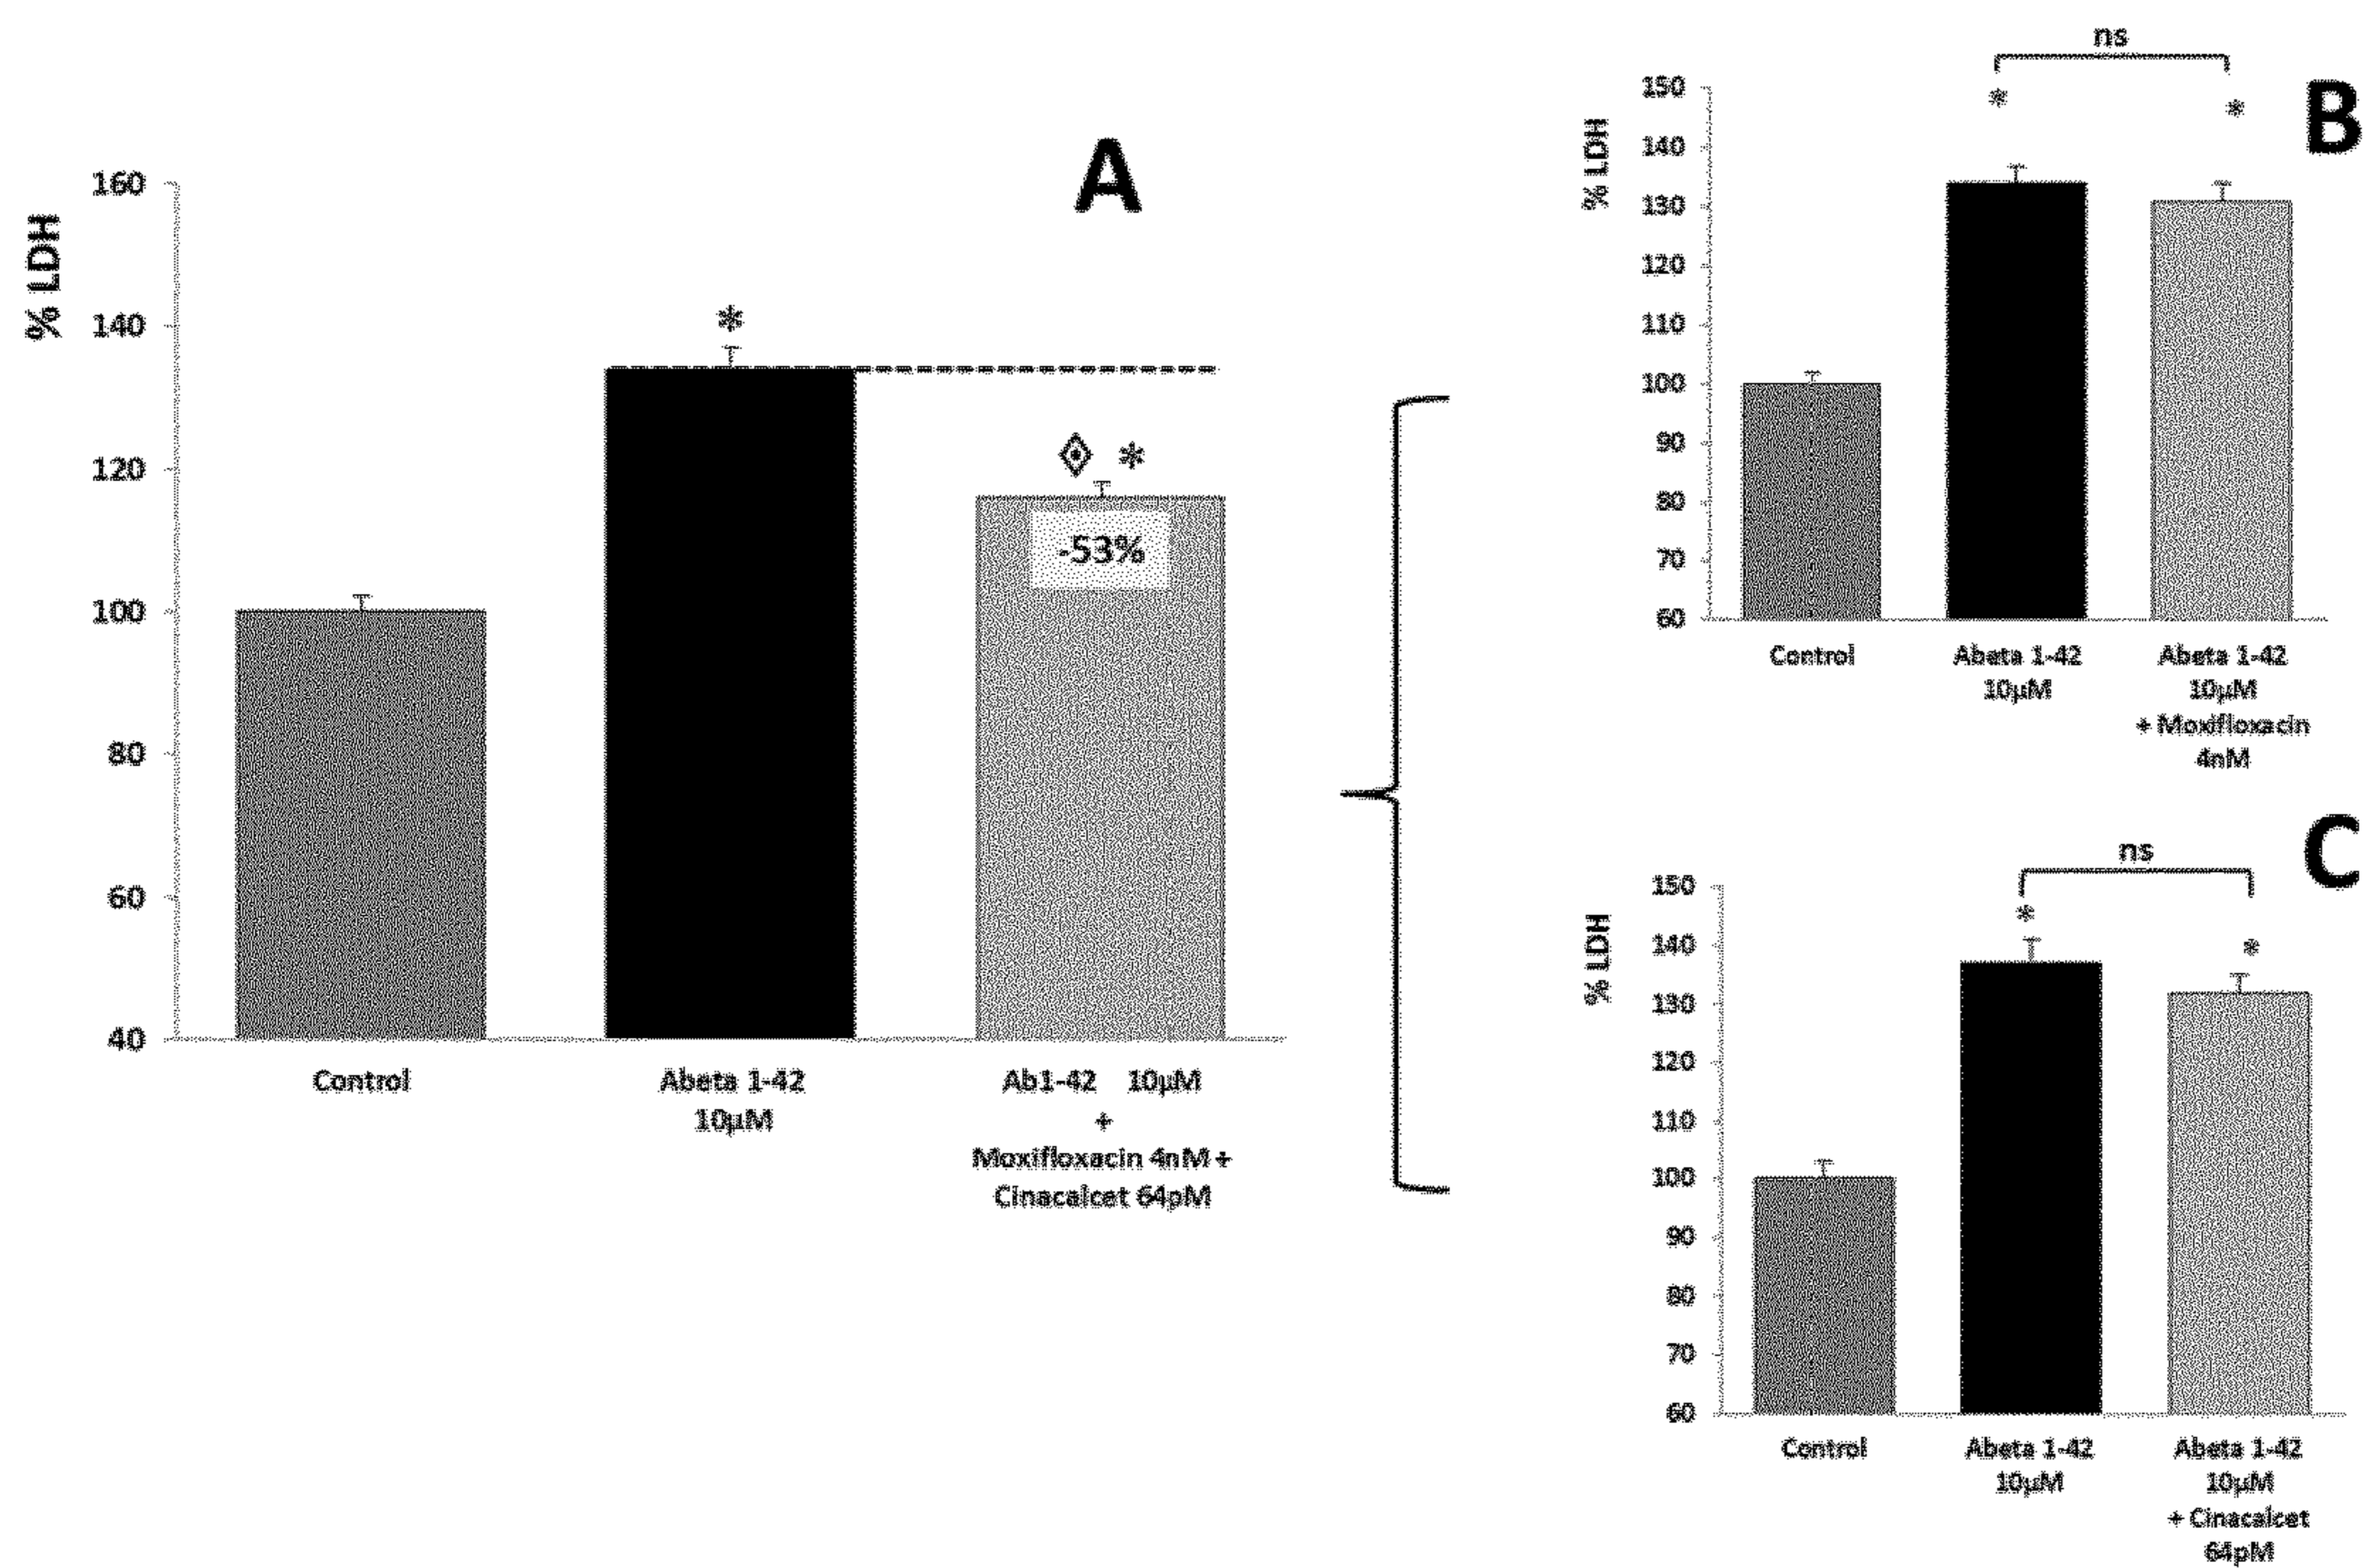 A
% LDH
160
140
120
100
80
60
40
*
*
-53%
Control
Abeta 1-42
10µM
Ab1-42 10µM
+
Moxifloxacin 4nM +
Cinacalcet 64pM
B
ns
% LDH
150
140
130
120
110
100
90
80
70
60
*
*
Control
Abeta 1-42
10µM
Abeta 1-42
10µM
+ Moxifloxacin
4nM
C
ns
% LDH
150
140
130
120
110
100
90
80
70
60
*
*
Control
Abeta 1-42
10µM
Abeta 1-42
10µM
+ Cinacalcet
64pM